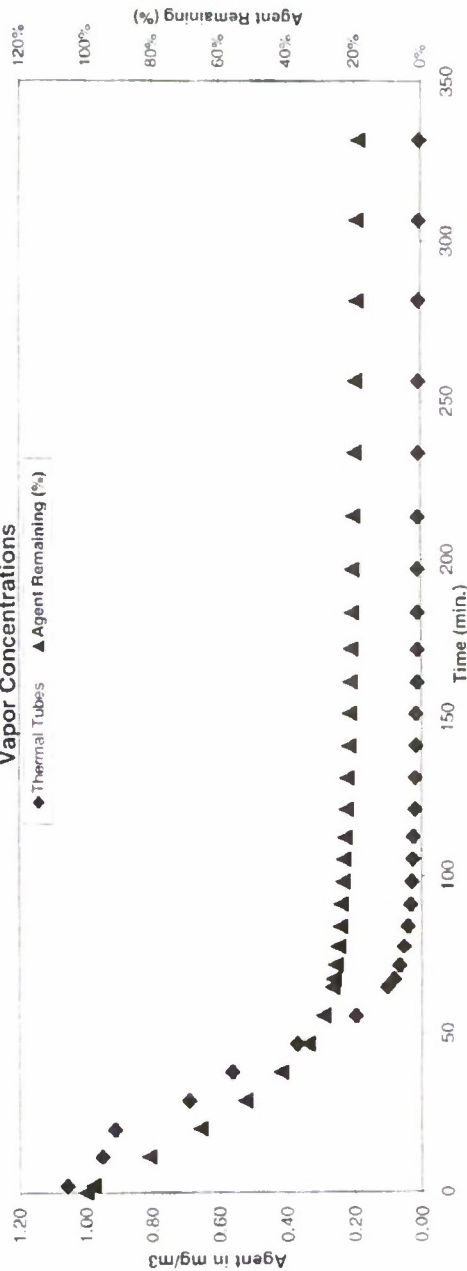 Vapor Concentrations
Thermal Tubes Agent Remaining (%)
Agent in mg/m3
1.20
1.00
0.80
0.60
0.40
0.20
0.00
0 50 100 150 200 250 300 350
Time (min.)
120%
100%
80%
60%
40%
20%
0%
Agent Remaining (%)